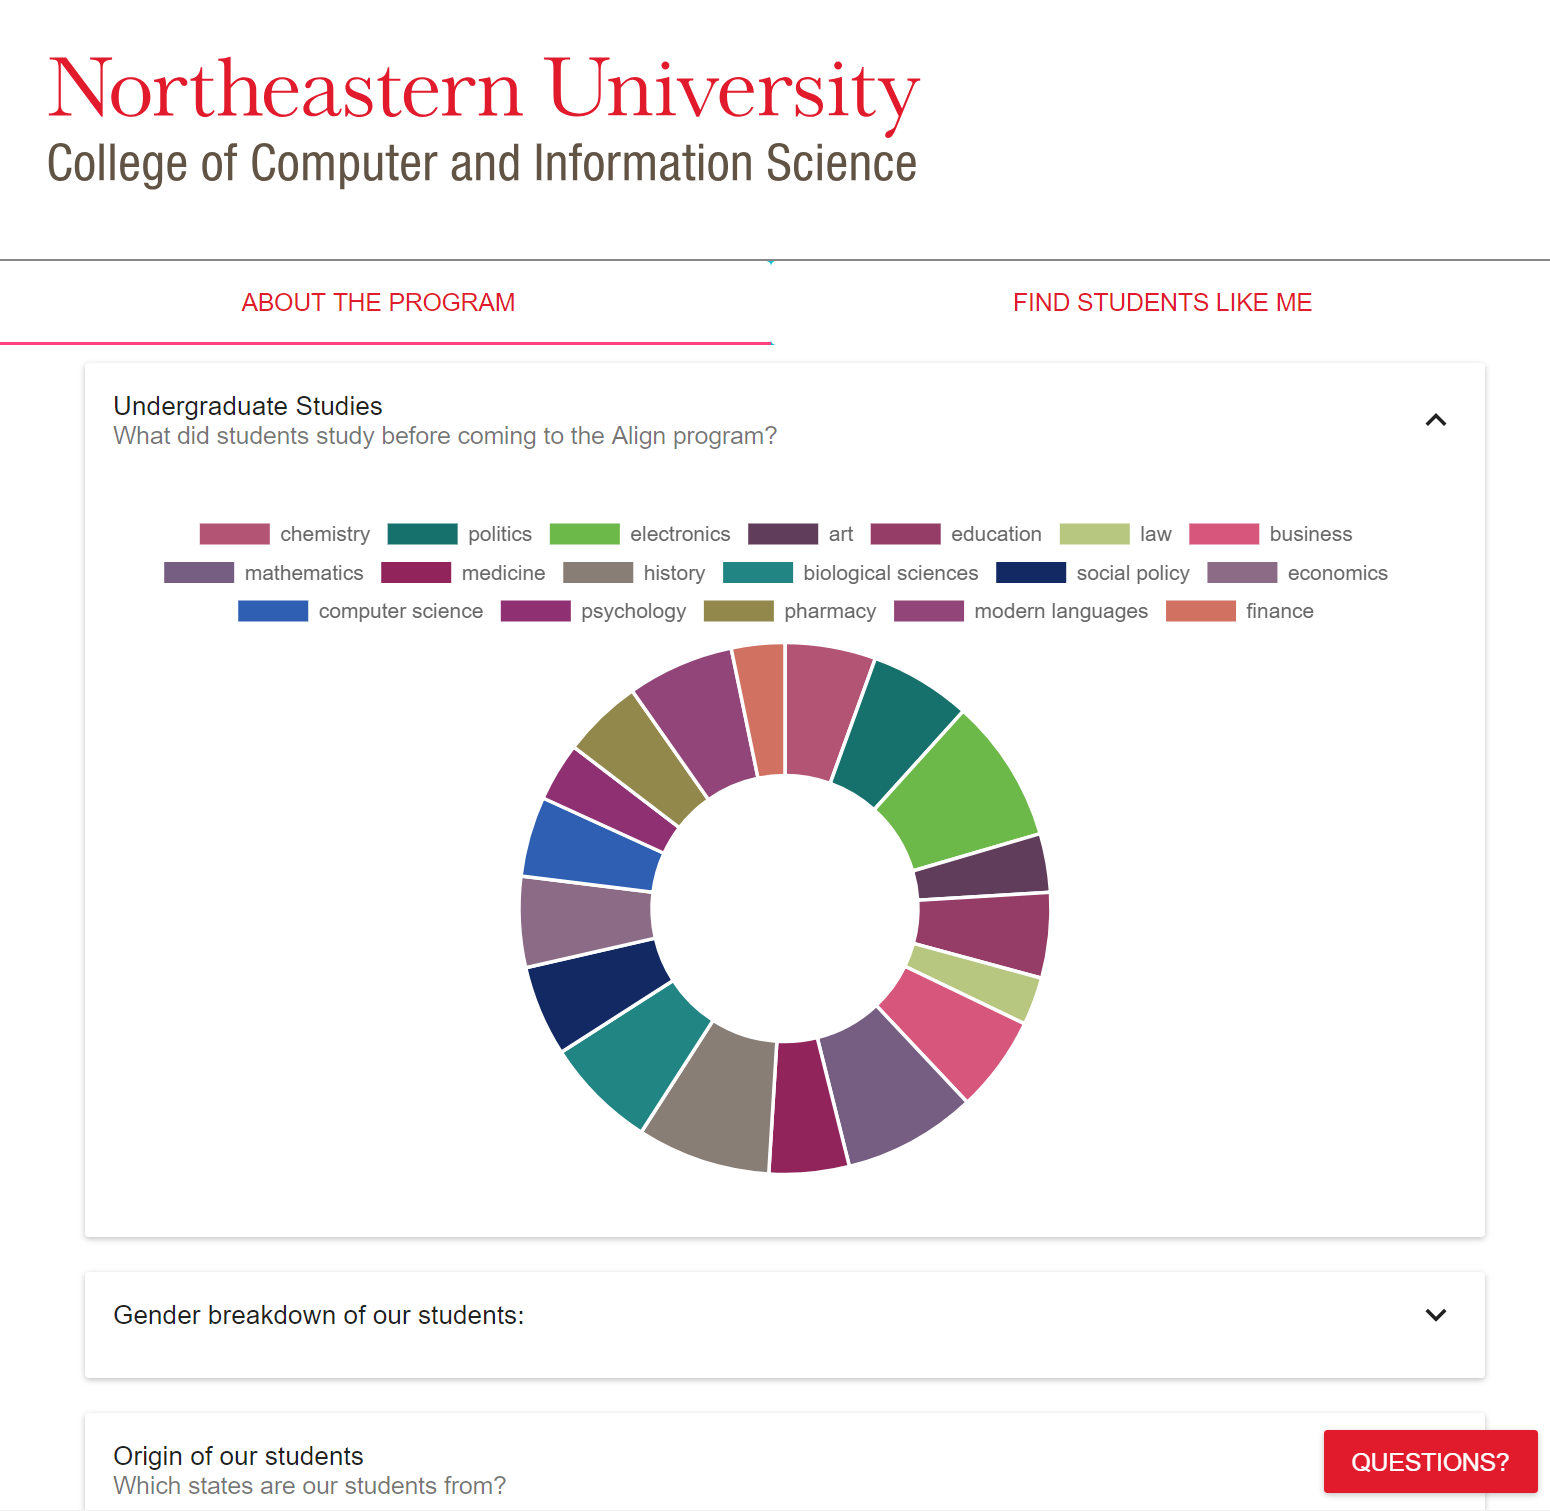 Northeastern University
College of Computer and Information Science
ABOUT THE PROGRAM
FIND STUDENTS LIKE ME
Undergraduate Studies
What did students study before coming to the Align program?
chemistry politics electronics art education law business
mathematics medicine history biological sciences social policy economics
computer science psychology pharmacy modern languages finance
Gender breakdown of our students:
Origin of our students
Which states are our students from?
QUESTIONS?